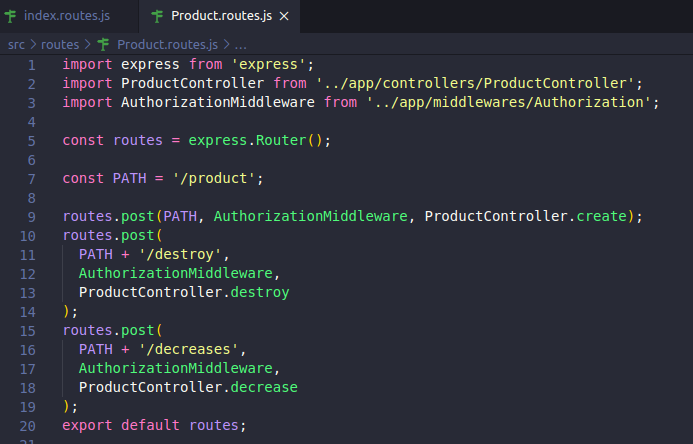 index.routes.js Product.routes.js ×
src > routes > Product.routes.js > ...
1 import express from 'express';
2 import ProductController from '../app/controllers/ProductController';
3 import AuthorizationMiddleware from '../app/middlewares/Authorization';
4
5 const routes = express.Router();
6
7 const PATH = '/product';
8
9 routes.post(PATH, AuthorizationMiddleware, ProductController.create);
10 routes.post(
11 PATH + '/destroy',
12 AuthorizationMiddleware,
13 ProductController.destroy
14 );
15 routes.post(
16 PATH + '/decreases',
17 AuthorizationMiddleware,
18 ProductController.decrease
19 );
20 export default routes;
21